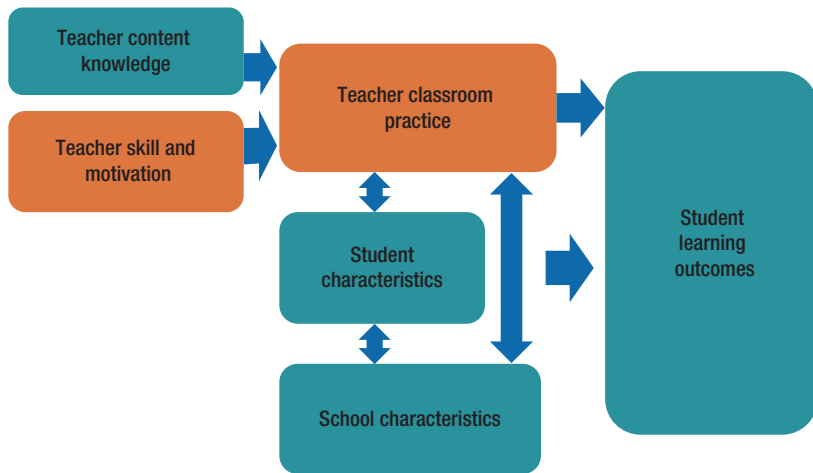 Teacher content
knowledge
Teacher skill and
motivation
Teacher classroom
practice
Student
characteristics
School characteristics
Student
learning
outcomes